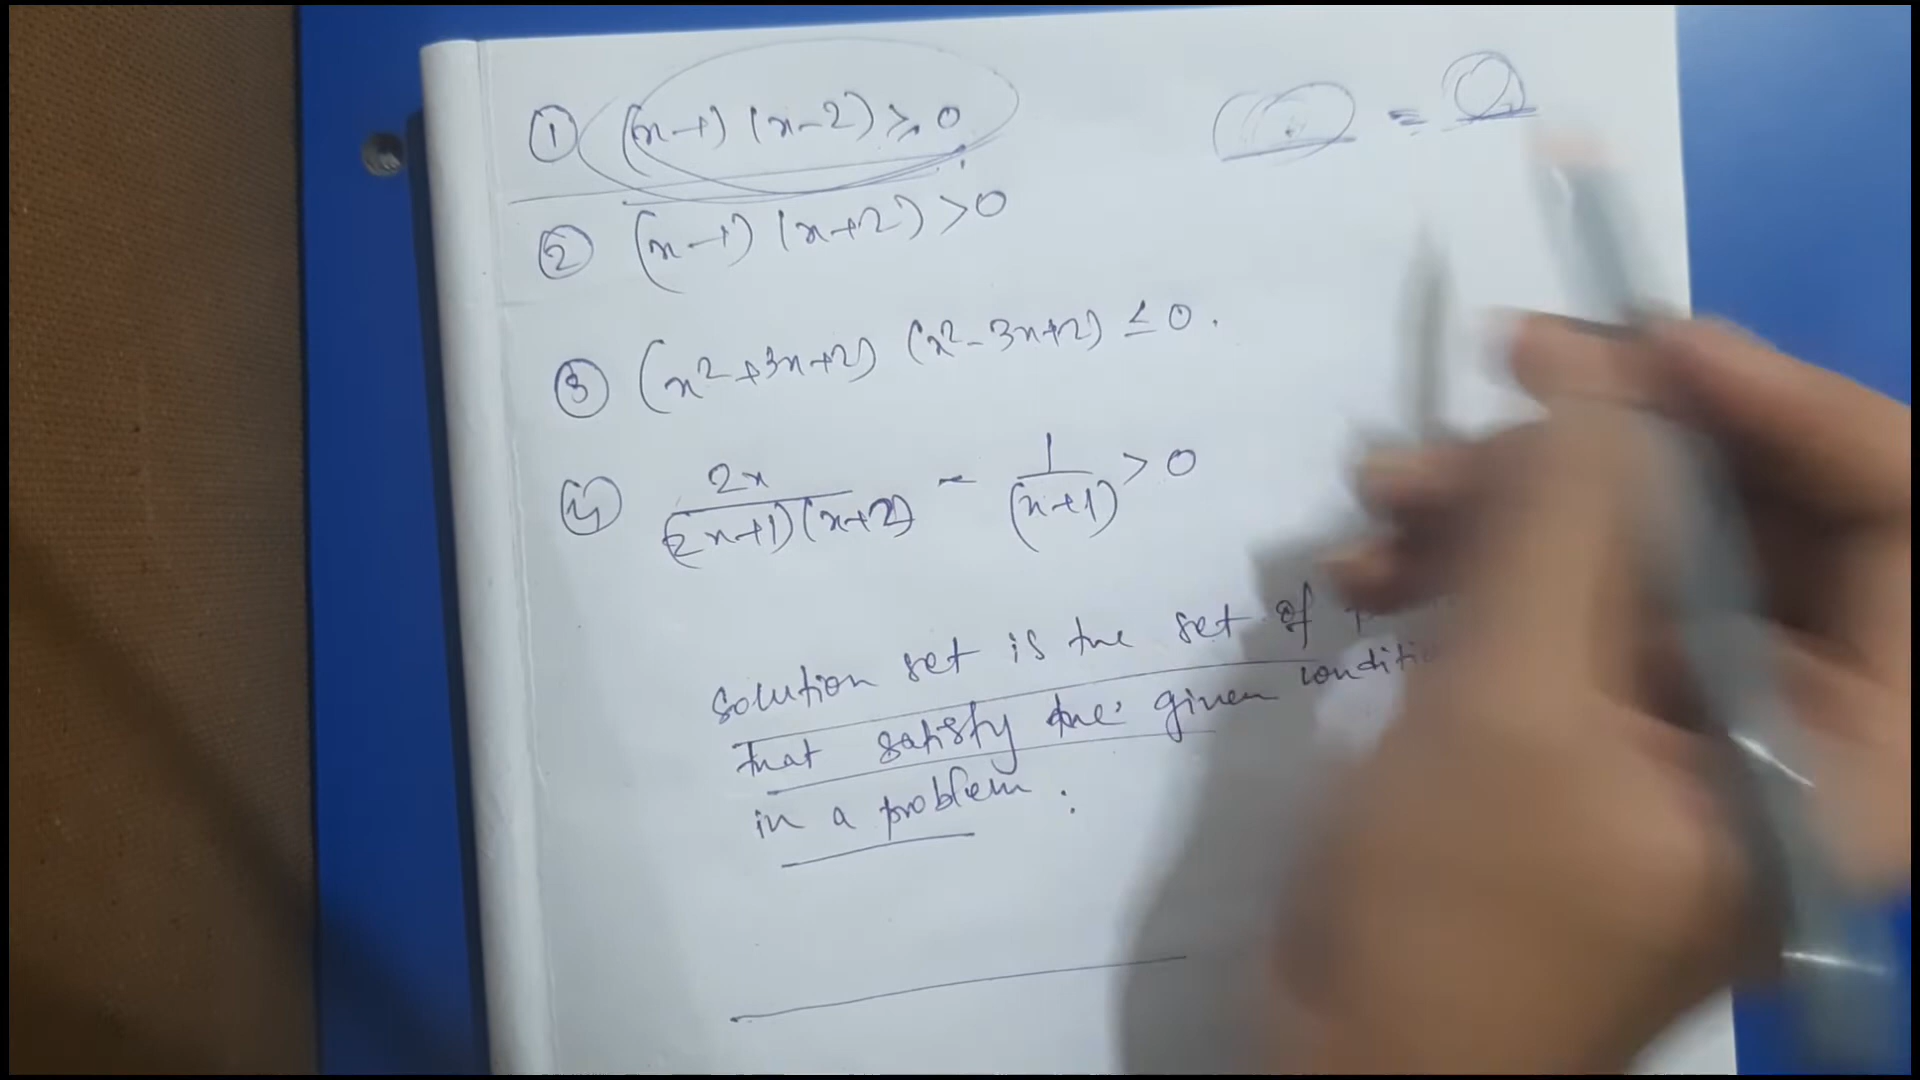 ① (x-1) (x-2) ≥ 0
② (x-1) (x+2) > 0
③ (x²+3x+2) (x²-3x+2) ≤ 0.
④ 2x/(2x+1)(x+2) - 1/(x+1) > 0
=
Solution set is the set of
that satisfy the given
in a problem :